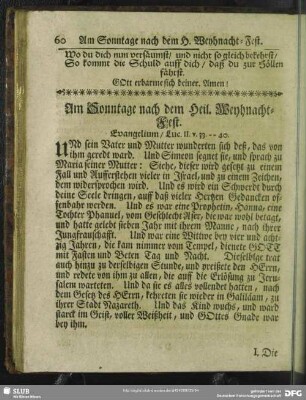 60 Am Sonntage nach dem H. Weyhnacht-Fest.
Wo du dich nun versäumst/ und nicht so gleich bekehrst/
So kommt die Schuld auff dich/ daß du zur Höllen
fährst.
GOtt erbarme sich deiner. Amen!
Am Sonntage nach dem Heil. Weyhnacht-
Fest.
Evangelium/ Luc. II. v. 33. -- 40.
UNd sein Vater und Mutter wunderten sich deß, das von
ihm geredt ward. Und Simeon segnet sie, und sprach zu
Maria seiner Mutter: Siehe, dieser wird gesetzt zu einem
Fall und Aufferstehen vieler in Israel, und zu einem Zeichen,
dem widersprochen wird. Und es wird ein Schwerdt durch
deine Seele dringen, auff daß vieler Hertzen Gedancken of-
fenbahr werden. Und es war eine Prophetin, Hanna, eine
Tochter Phanuel, vom Geschlecht Aser, die war wohl betagt,
und hatte gelebt sieben Jahr mit ihrem Manne, nach ihrer
Jungfrauschafft. Und war eine Wittwe bey vier und acht-
zig Jahren, die kam nimmer vom Tempel, dienete GOTT
mit Fasten und Beten Tag und Nacht. Dieselbige trat
auch hinzu zu derselbigen Stunde, und preisete den HErrn,
und redete von ihm zu allen, die auff die Erlösung zu Jeru-
salem warteten. Und da sie es alles vollendet hatten, nach
dem Gesetz des HErrn, kehreten sie wieder in Galiläam, zu
ihrer Stadt Nazareth. Und das Kind wuchs, und ward
starck im Geist, voller Weißheit, und GOttes Gnade war
bey ihm.
I. Die
SLUB
DFG